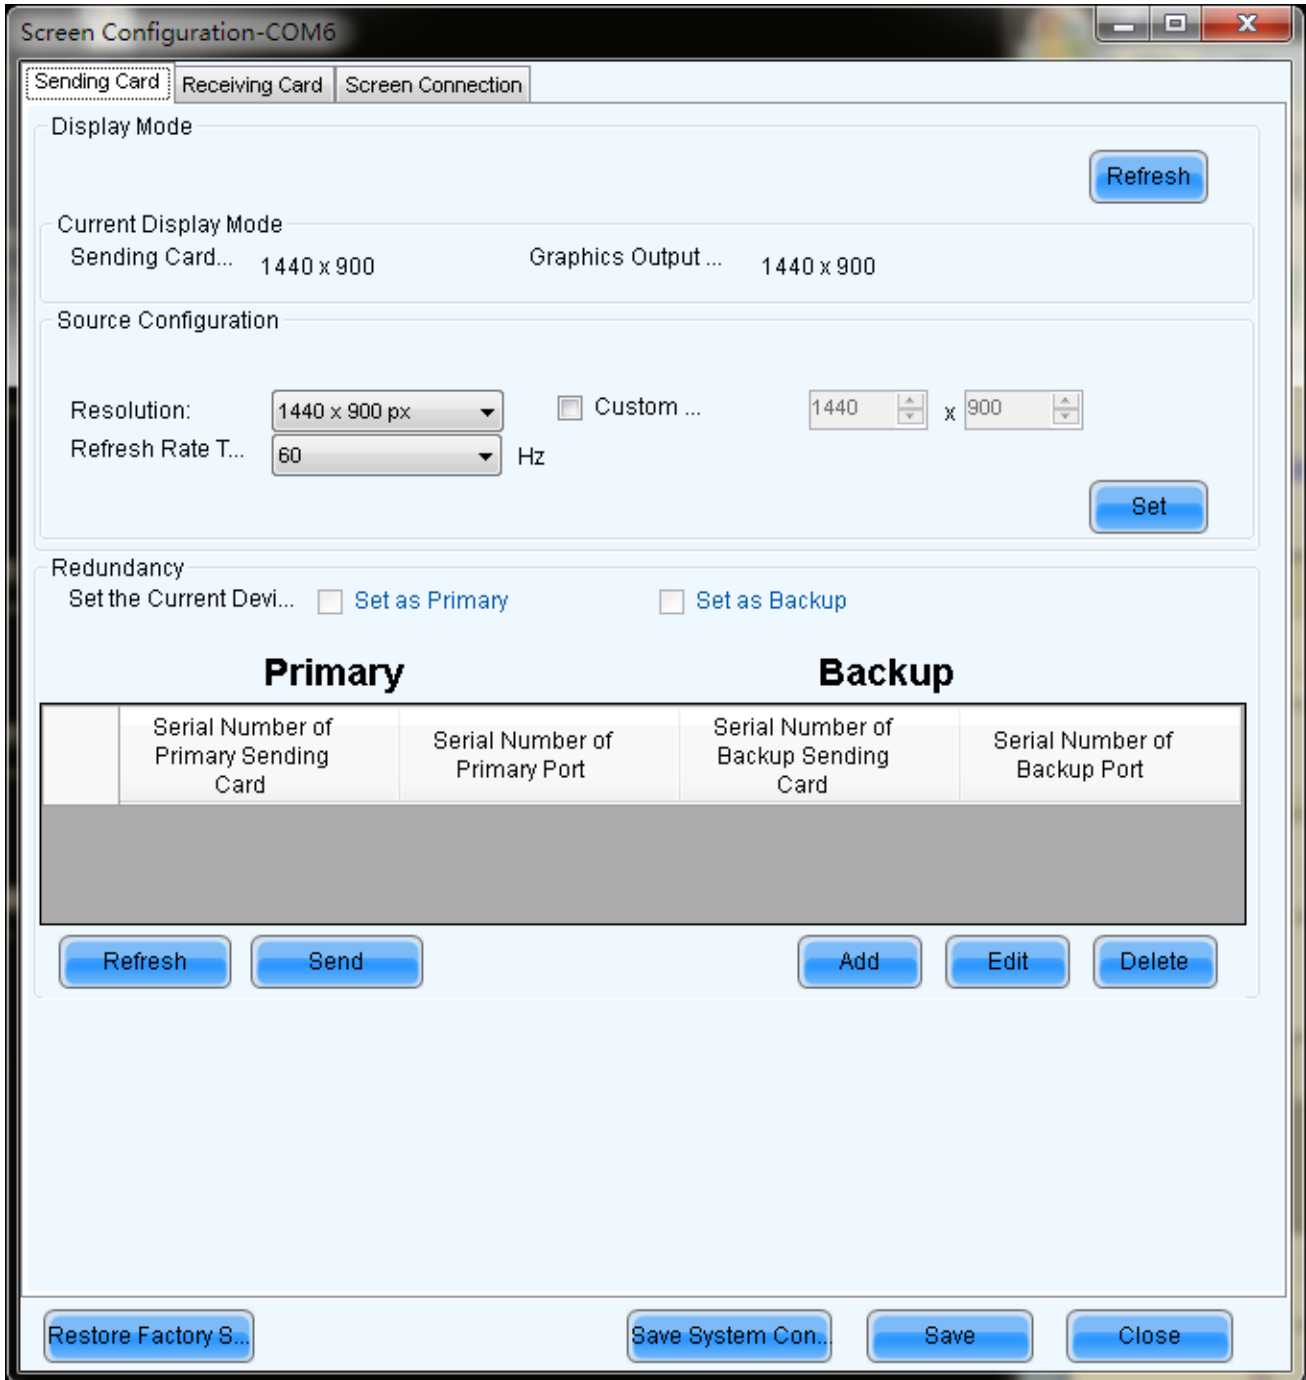 Screen Configuration-COM6
Sending Card
Receiving Card
Screen Connection
Display Mode
Refresh
Current Display Mode
Sending Card...
1440 x 900
Graphics Output ...
1440 x 900
Source Configuration
Resolution:
1440 x 900 px
Custom ...
1440
x
900
Refresh Rate T...
60
Hz
Set
Redundancy
Set the Current Devi...
Set as Primary
Set as Backup
Primary
Backup
Serial Number of
Primary Sending
Card
Serial Number of
Primary Port
Serial Number of
Backup Sending
Card
Serial Number of
Backup Port
Refresh
Send
Add
Edit
Delete
Restore Factory S...
Save System Con...
Save
Close